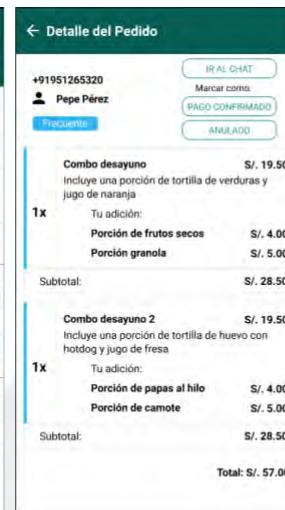 ← Detalle del Pedido
+91951265320
IR AL CHAT
Marcar como:
Pepe Pérez
PAGO CONFIRMADO
Frecuente
ANULADO
Combo desayuno S/. 19.50
Incluye una porción de tortilla de verduras y
jugo de naranja
1x Tu adición:
Porción de frutos secos S/. 4.00
Porción granola S/. 5.00
Subtotal: S/. 28.50
Combo desayuno 2 S/. 19.50
Incluye una porción de tortilla de huevo con
hotdog y jugo de fresa
1x Tu adición:
Porción de papas al hilo S/. 4.00
Porción de camote S/. 5.00
Subtotal: S/. 28.50
Total: S/. 57.00